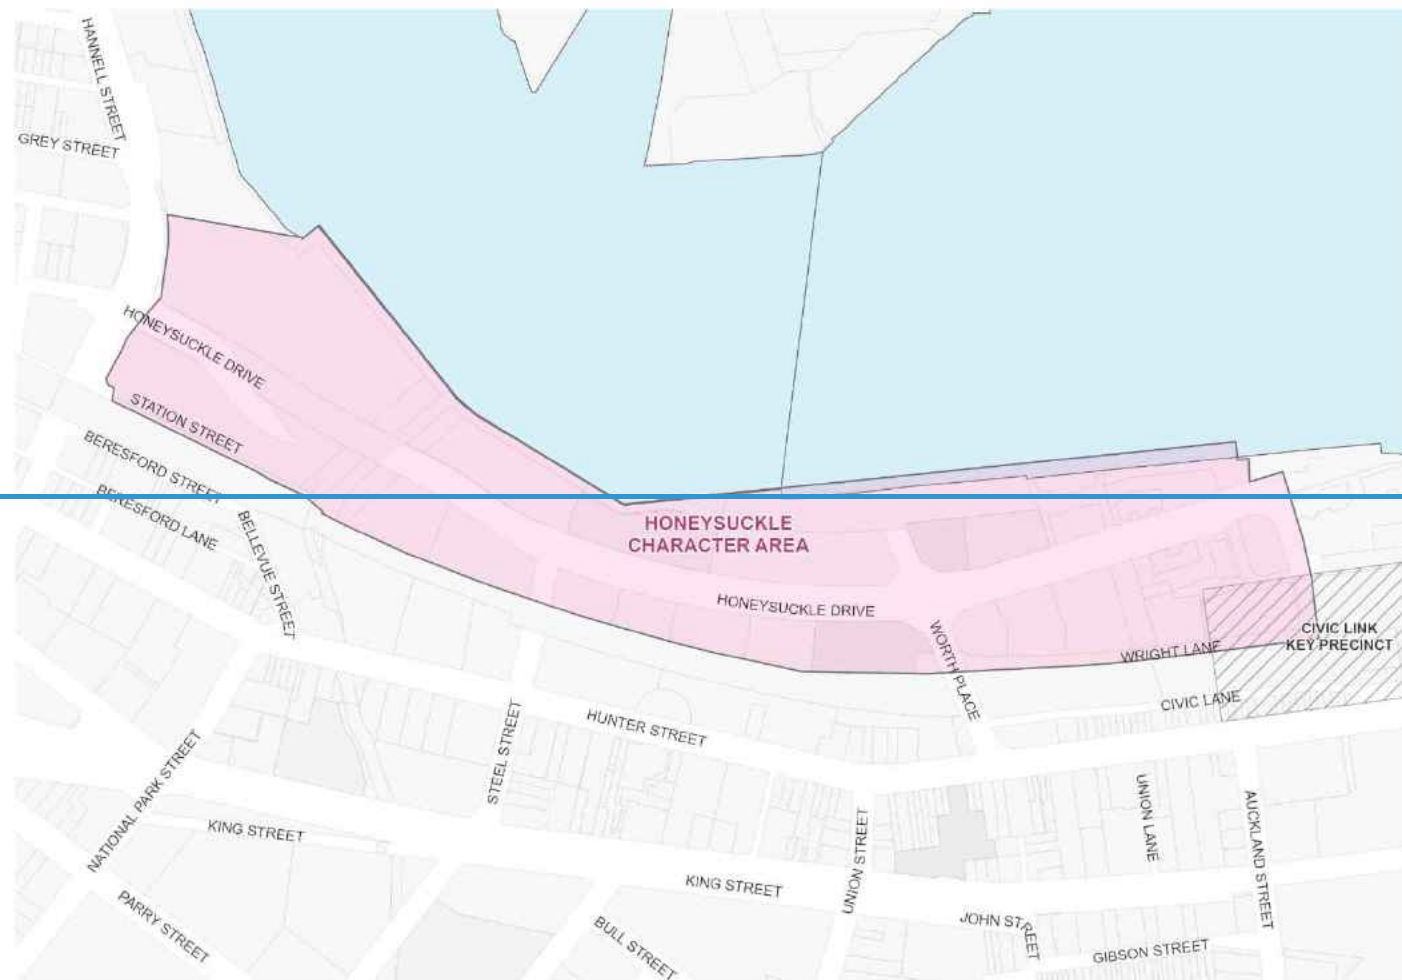 HANNELL STREET
GREY STREET
HONEYSUCKLE DRIVE
STATION STREET
BERESFORD STREET
BERESFORD LANE
BELLEVUE STREET
HONEYSUCKLE
CHARACTER AREA
HONEYSUCKLE DRIVE
WORTH PLACE
WRIGHT LANE
CIVIC LINK
KEY PRECINCT
CIVIC LANE
HUNTER STREET
STEEL STREET
NATIONAL PARK STREET
KING STREET
PARRY STREET
KING STREET
BULL STREET
UNION STREET
UNION LANE
AUCKLAND STREET
JOHN STREET
GIBSON STREET